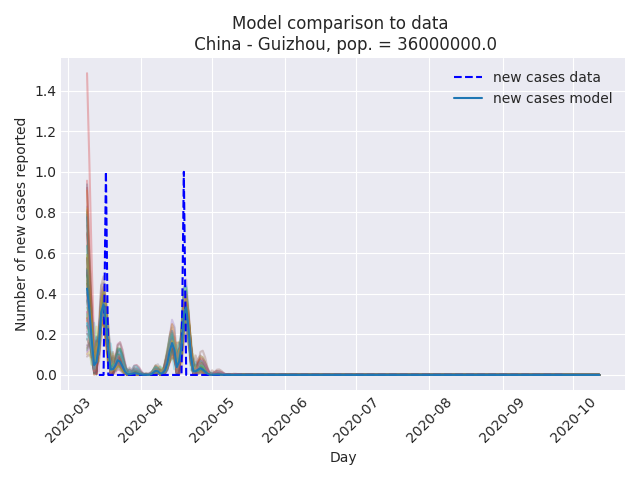 Model comparison to data
China - Guizhou, pop. = 36000000.0
new cases data
new cases model
Number of new cases reported
1.4
1.2
1.0
0.8
0.6
0.4
0.2
0.0
2020-03
2020-04
2020-05
2020-06
2020-07
2020-08
2020-09
2020-10
Day